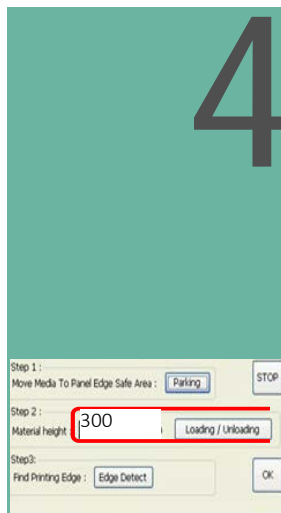 4
Step 1 :
Move Media To Panel Edge Safe Area : Parking STOP
Step 2 :
Material height : 300 Loading / Unloading
Step3:
Find Printing Edge : Edge Detect OK